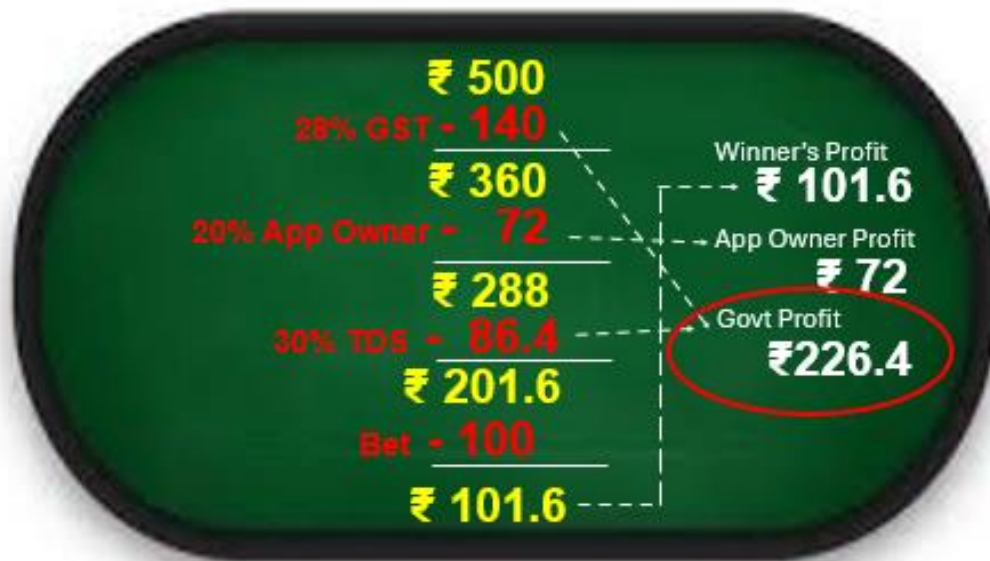 ₹ 500
28% GST - 140
₹ 360
20% App Owner - 72
₹ 288
30% TDS - 86.4
₹ 201.6
Bet - 100
₹ 101.6
Winner's Profit
₹ 101.6
App Owner Profit
₹ 72
Govt Profit
₹226.4